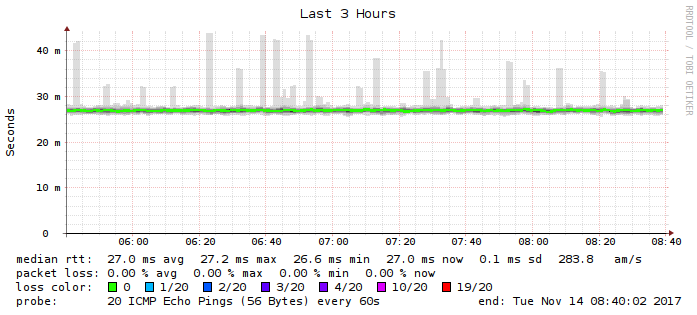 Last 3 Hours
RRDTOOL / TOBI OETIKER
Seconds
40 m
30 m
20 m
10 m
0
06:00 06:20 06:40 07:00 07:20 07:40 08:00 08:20 08:40
median rtt: 27.0 ms avg 27.2 ms max 26.6 ms min 27.0 ms now 0.1 ms sd 283.8 am/s
packet loss: 0.00 % avg 0.00 % max 0.00 % min 0.00 % now
loss color: 0 1/20 2/20 3/20 4/20 10/20 19/20
probe: 20 ICMP Echo Pings (56 Bytes) every 60s end: Tue Nov 14 08:40:02 2017